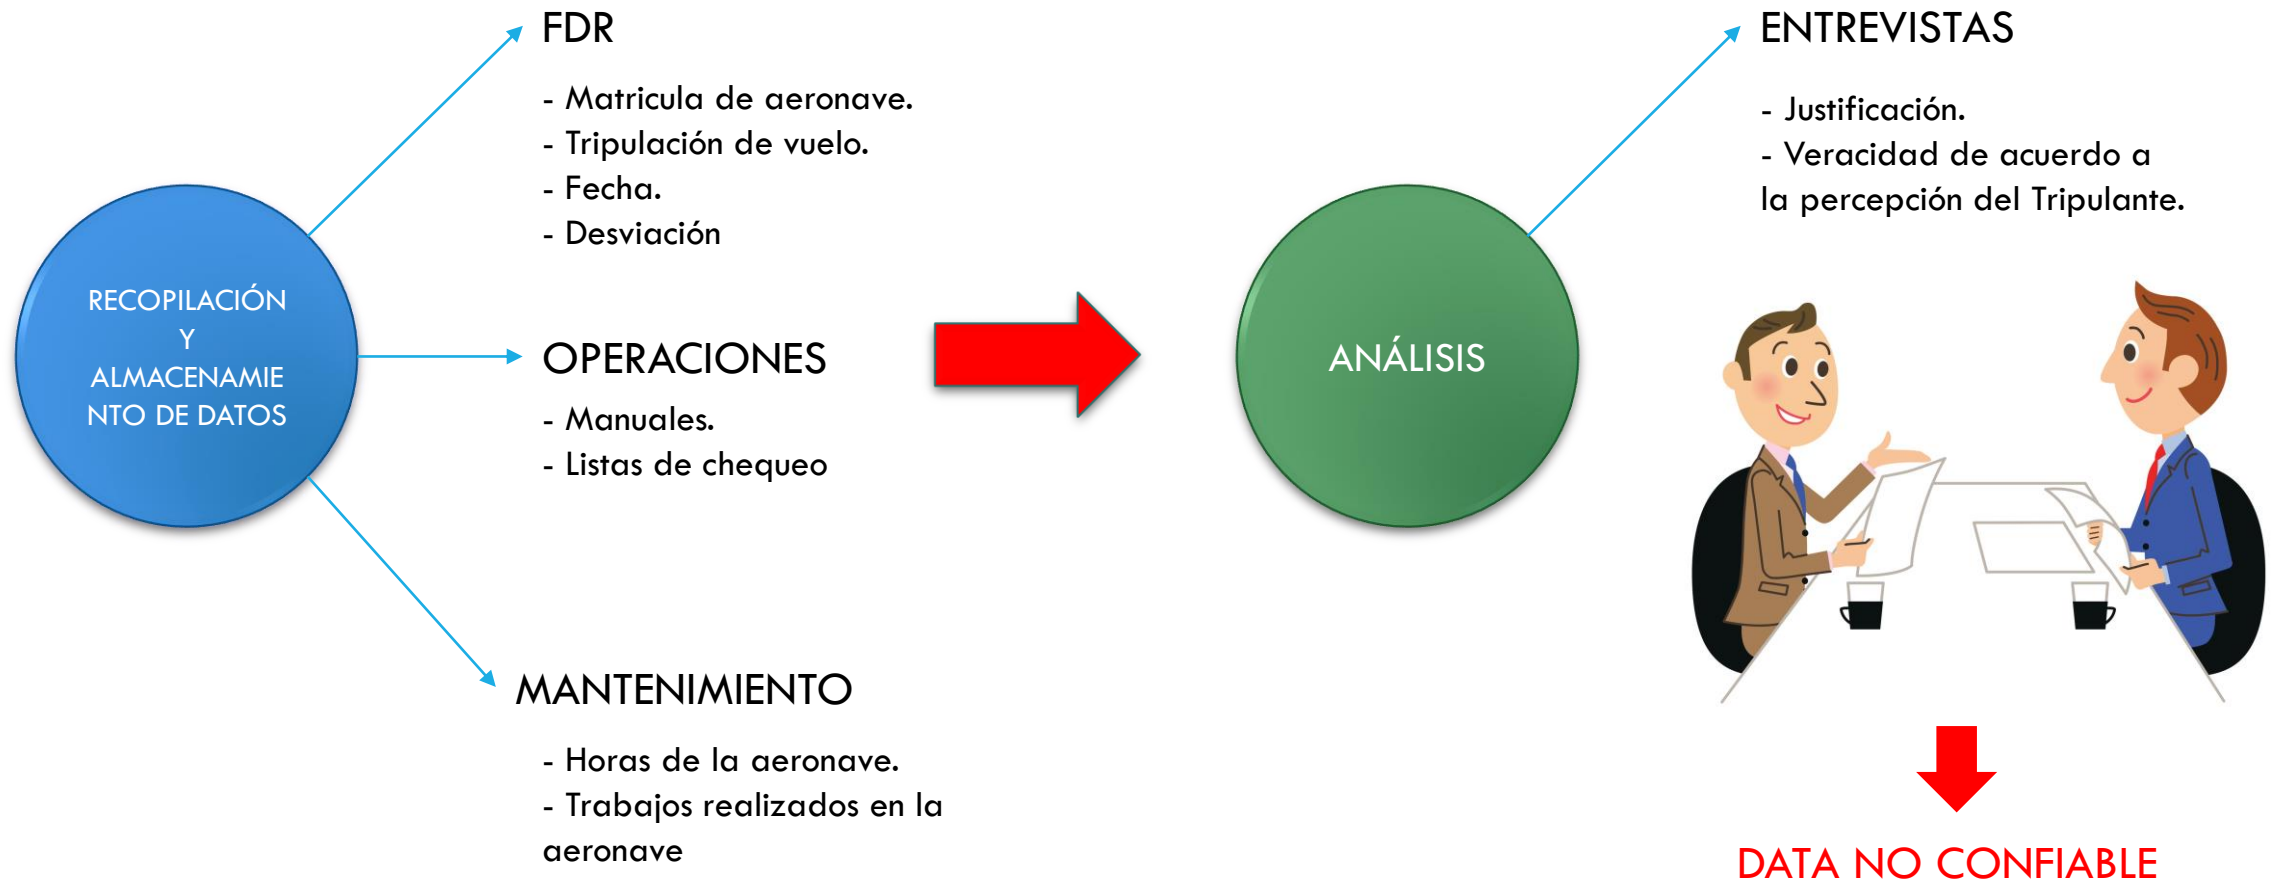 RECOPILACIÓN
Y
ALMACENAMIE
NTO DE DATOS
FDR
- Matricula de aeronave.
- Tripulación de vuelo.
- Fecha.
- Desviación
OPERACIONES
- Manuales.
- Listas de chequeo
MANTENIMIENTO
- Horas de la aeronave.
- Trabajos realizados en la
aeronave
ANÁLISIS
ENTREVISTAS
- Justificación.
- Veracidad de acuerdo a
la percepción del Tripulante.
DATA NO CONFIABLE